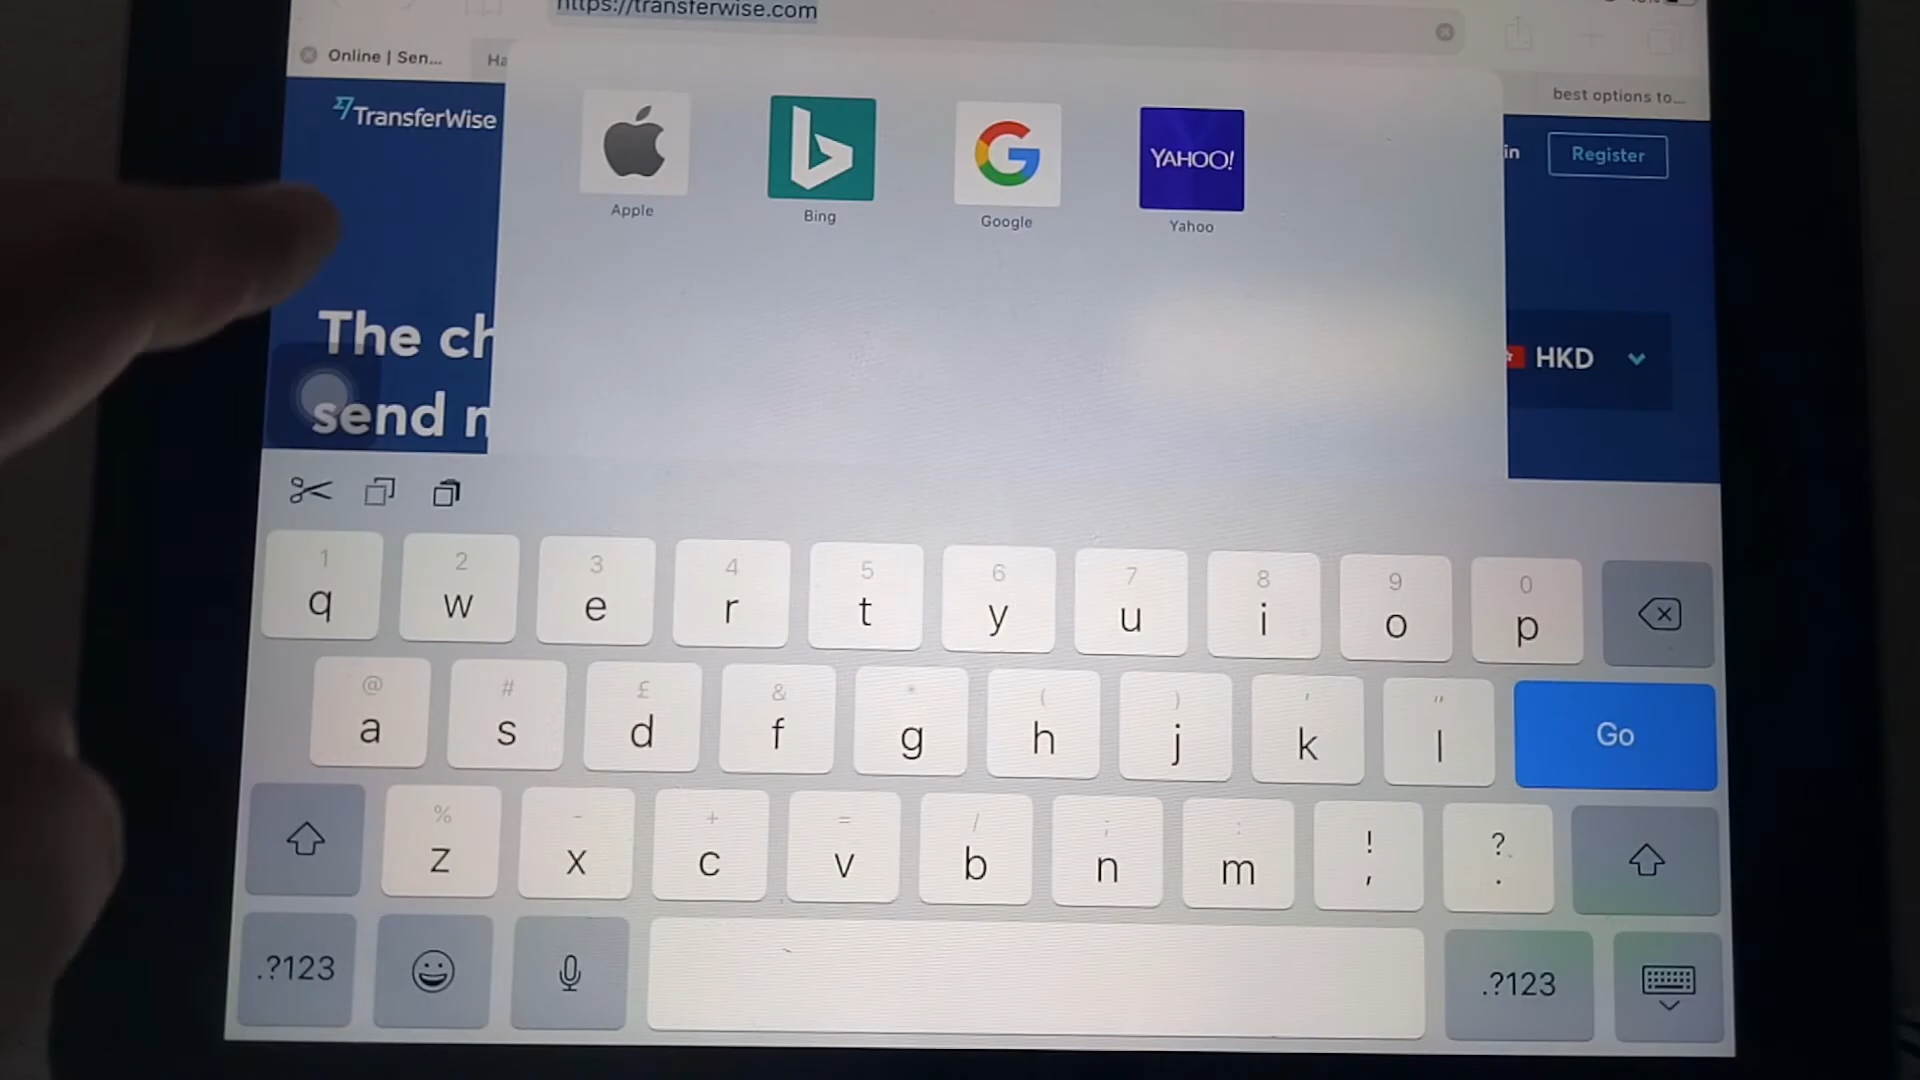 https://transferwise.com
Online | Sen...
Ha
best options to...
TransferWise
in
Register
Apple
Bing
Google
YAHOO!
Yahoo
The ch
send m
HKD
1 2 3 4 5 6 7 8 9 0
q w e r t y u i o p
@ # £ & * ( ) ' "
a s d f g h j k l
Go
% - + = / ; : ! ?
z x c v b n m , .
.?123
.?123